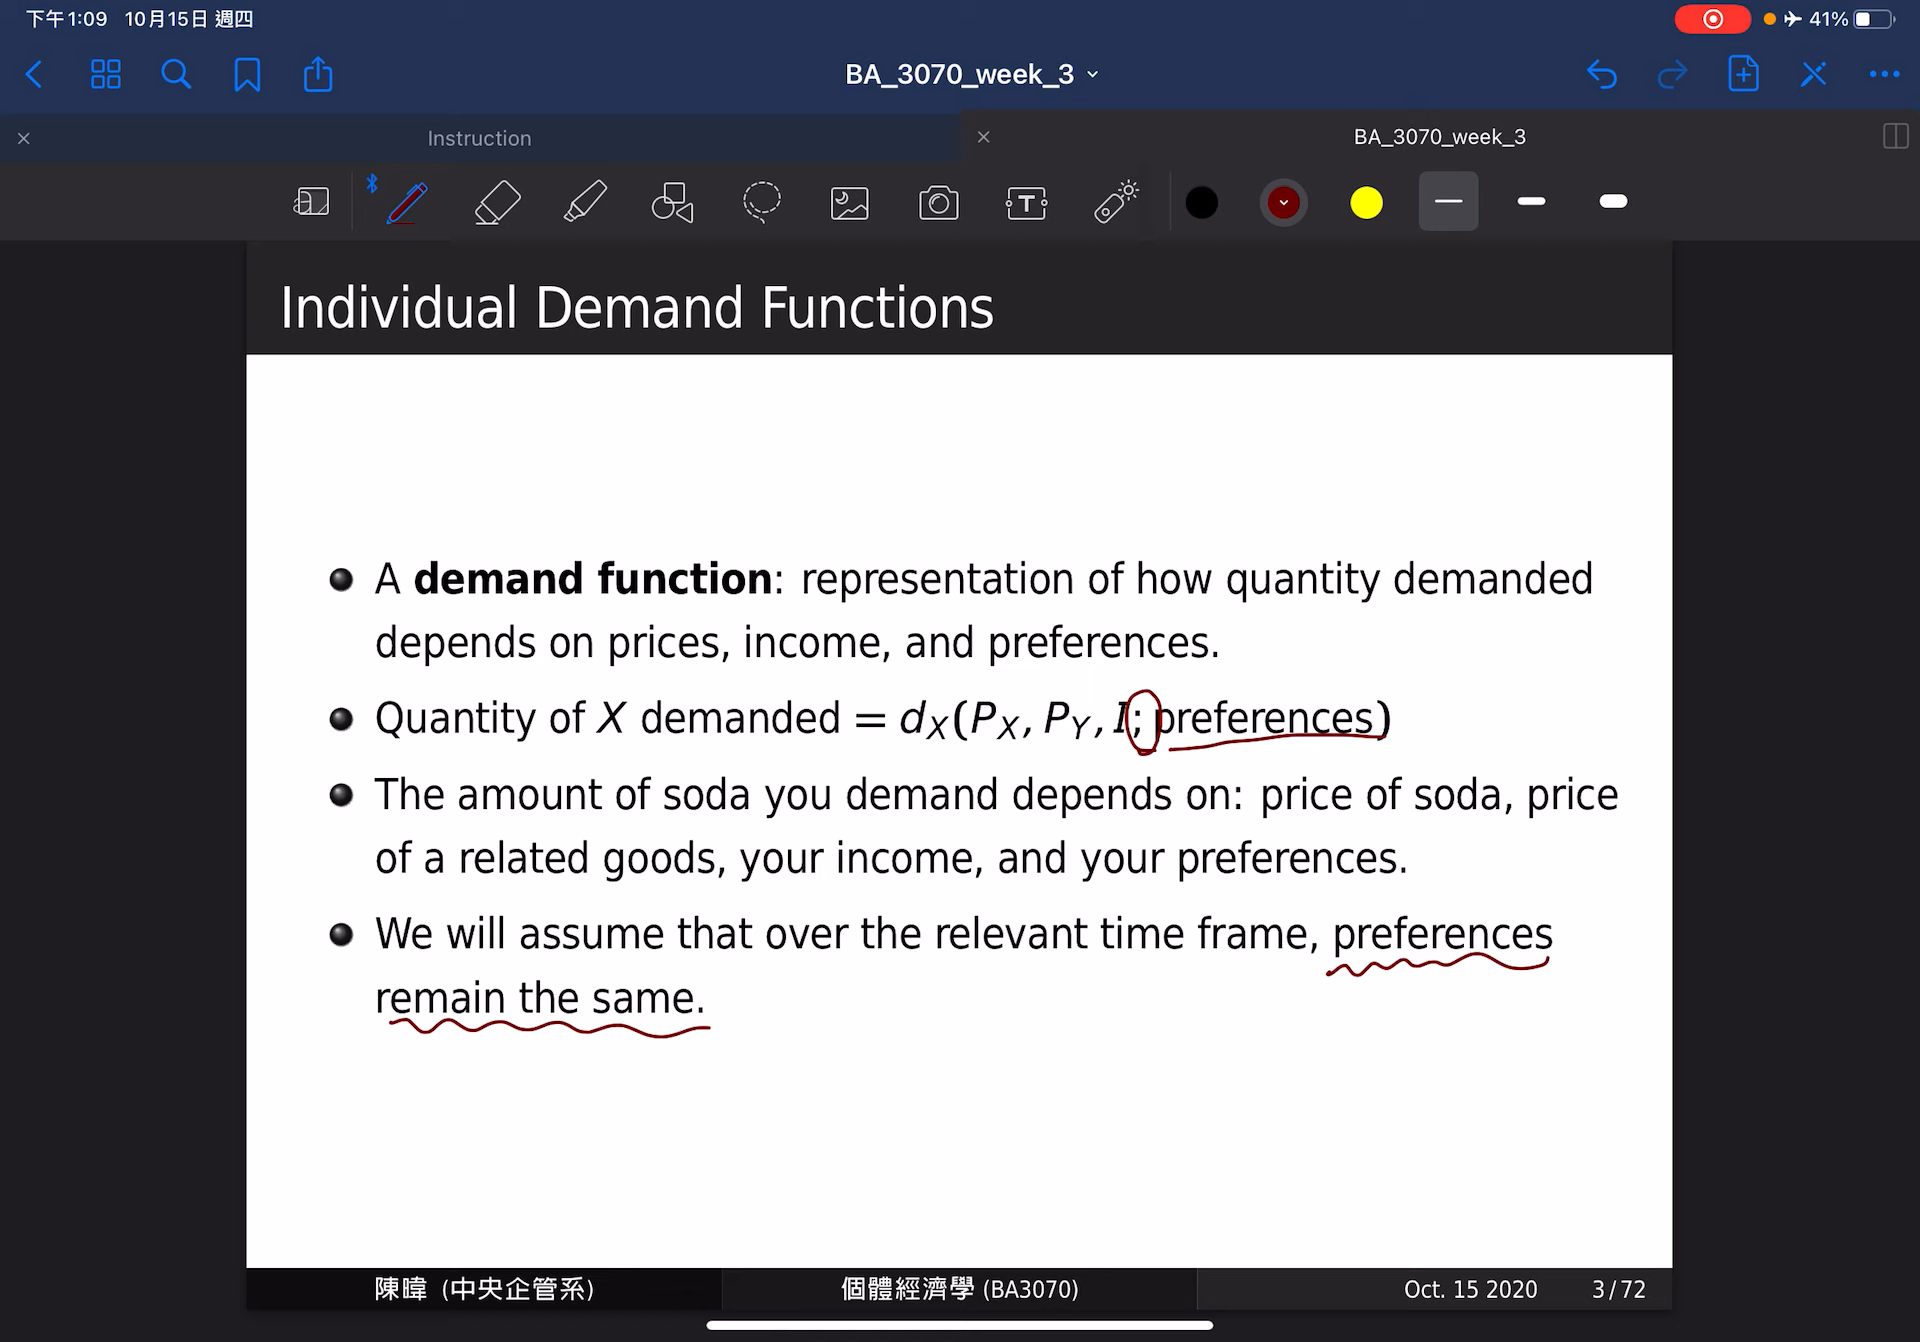 下午1:09 10月15日 週四
41%
BA_3070_week_3
Instruction
BA_3070_week_3
Individual Demand Functions
A demand function: representation of how quantity demanded
depends on prices, income, and preferences.
Quantity of X demanded = dX(PX, PY, I; preferences)
The amount of soda you demand depends on: price of soda, price
of a related goods, your income, and your preferences.
We will assume that over the relevant time frame, preferences
remain the same.
陳暐 (中央企管系) 個體經濟學 (BA3070) Oct. 15 2020 3 / 72